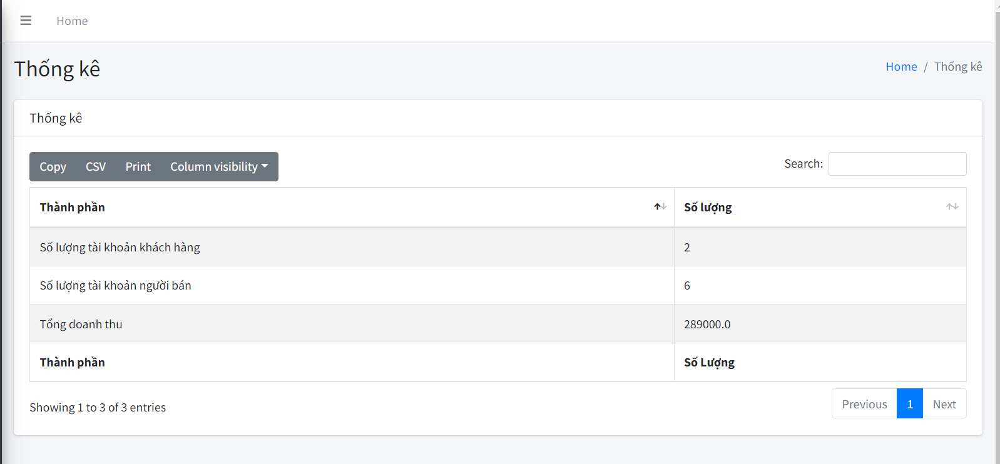 Home
Thống kê
Home / Thống kê
Thống kê
Copy CSV Print Column visibility
Search:
Thành phần Số lượng
Số lượng tài khoản khách hàng 2
Số lượng tài khoản người bán 6
Tổng doanh thu 289000.0
Thành phần Số Lượng
Showing 1 to 3 of 3 entries
Previous 1 Next